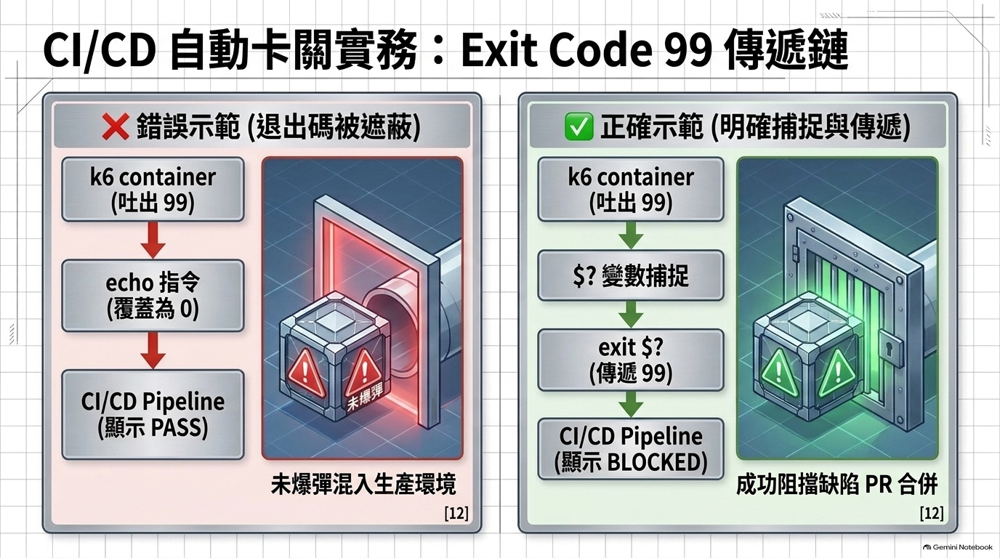 CI/CD 自動卡關實務：Exit Code 99 傳遞鏈
❌ 錯誤示範 (退出碼被遮蔽)
k6 container
(吐出 99)
echo 指令
(覆蓋為 0)
CI/CD Pipeline
(顯示 PASS)
未爆彈
未爆彈混入生產環境
[12]
✅ 正確示範 (明確捕捉與傳遞)
k6 container
(吐出 99)
$? 變數捕捉
exit $?
(傳遞 99)
CI/CD Pipeline
(顯示 BLOCKED)
成功阻擋缺陷 PR 合併
[12]
Gemini Notebook